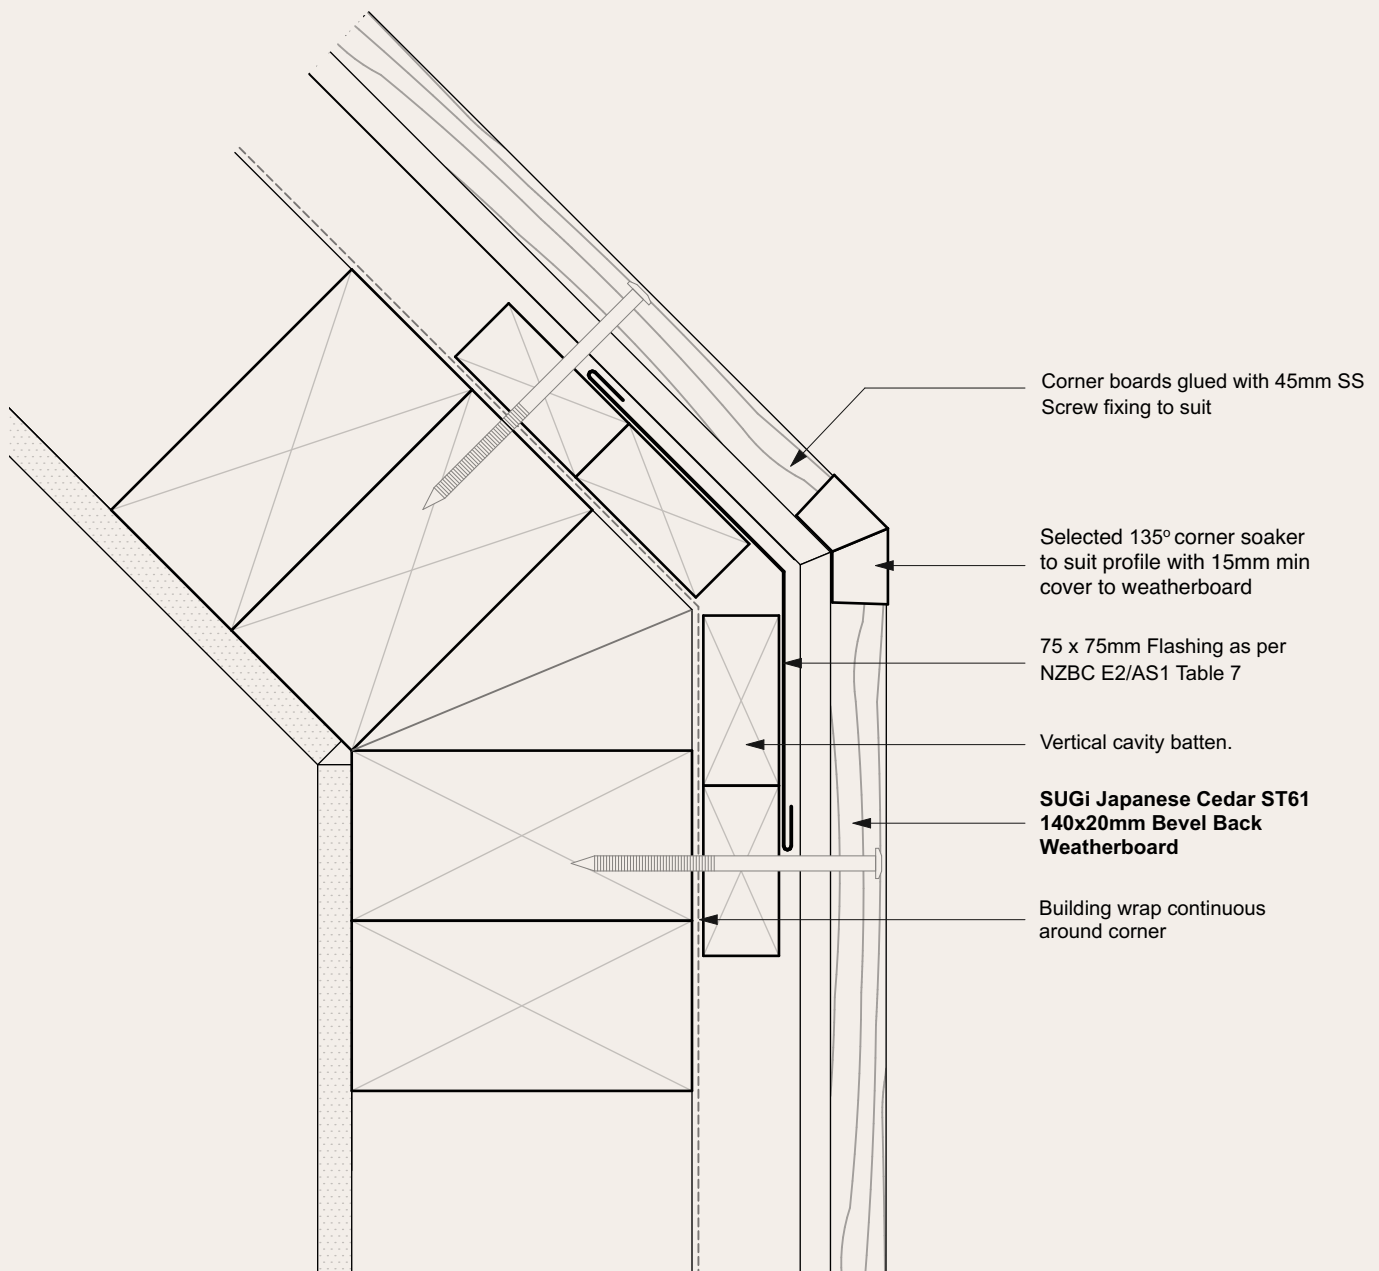 Corner boards glued with 45mm SS
Screw fixing to suit
Selected 135º corner soaker
to suit profile with 15mm min
cover to weatherboard
75 x 75mm Flashing as per
NZBC E2/AS1 Table 7
Vertical cavity batten.
SUGi Japanese Cedar ST61
140x20mm Bevel Back
Weatherboard
Building wrap continuous
around corner